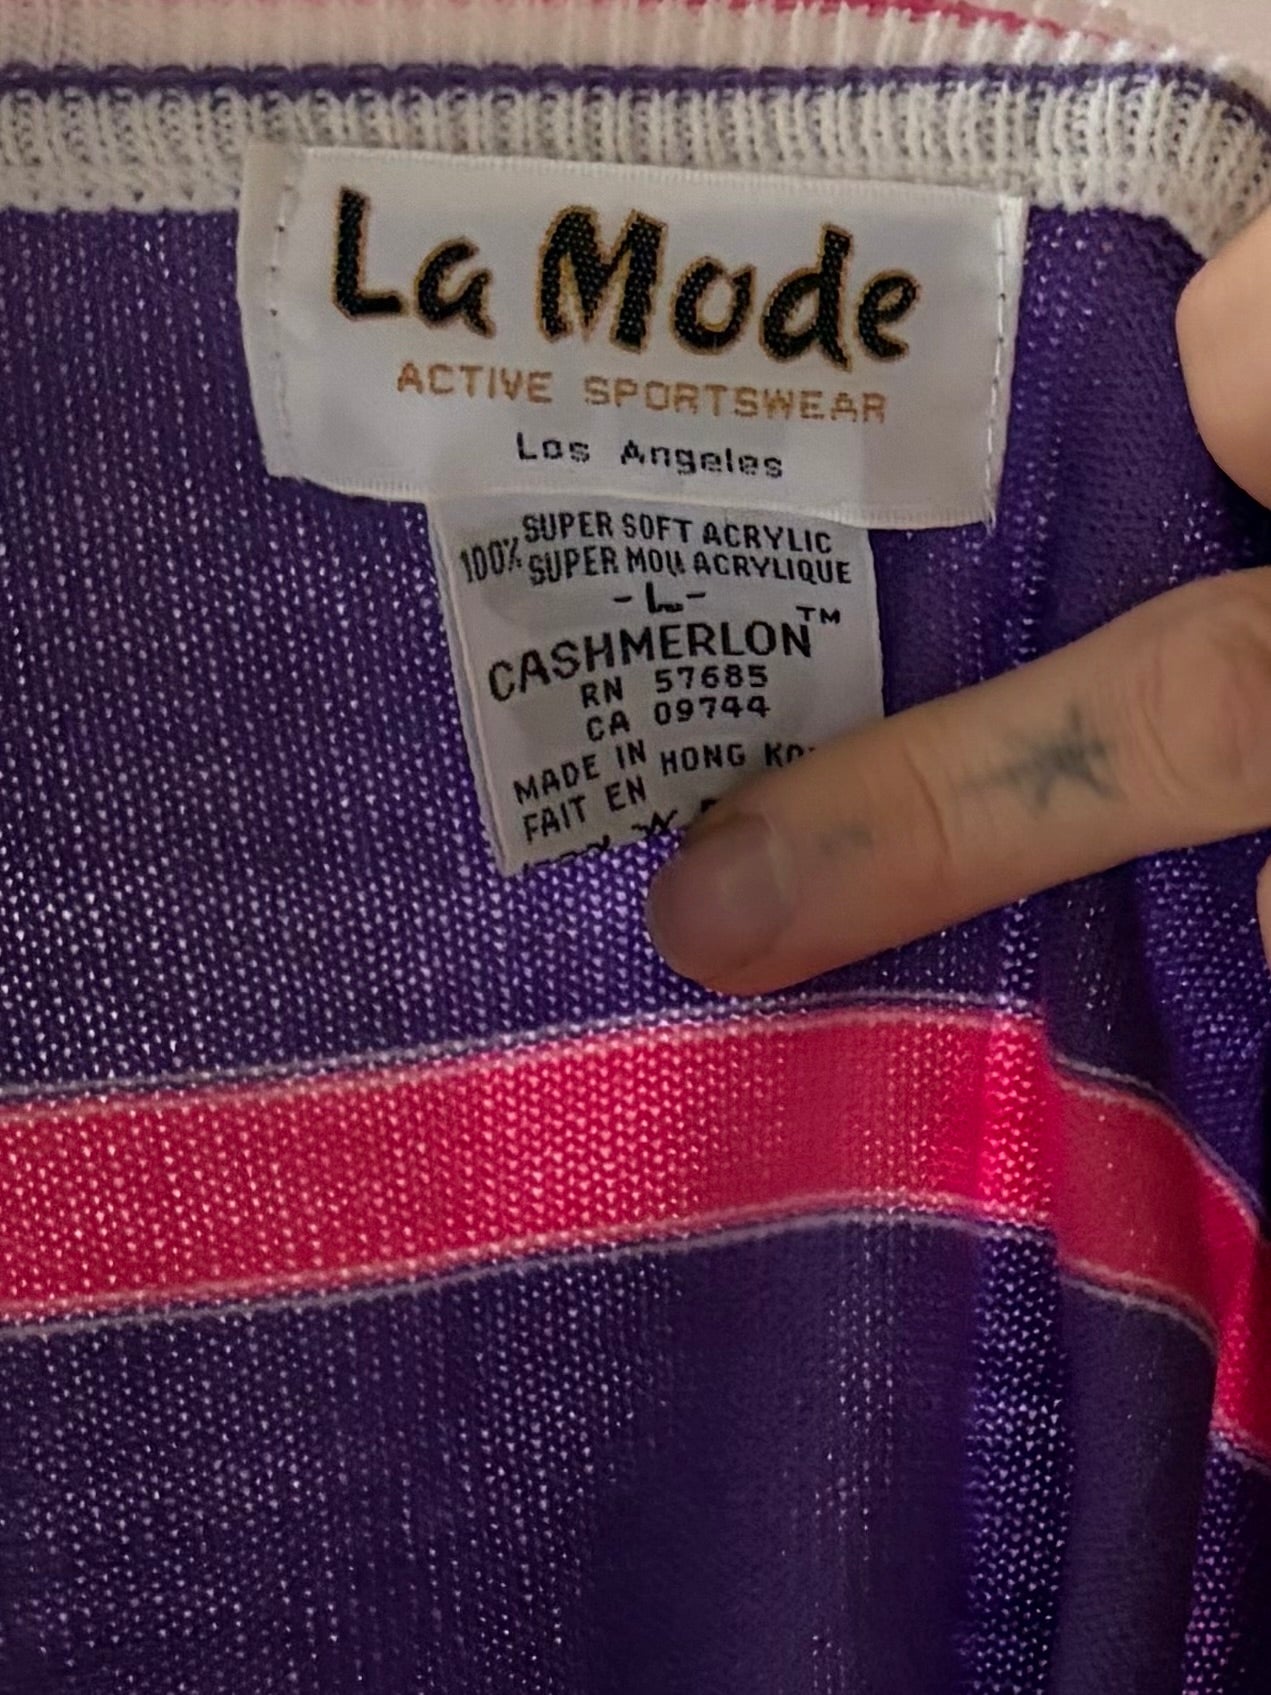 La Mode
ACTIVE SPORTSWEAR
Los Angeles
100% SUPER SOFT ACRYLIC
SUPER MOU ACRYLIQUE
-L-
CASHMERLON™
RN 57685
CA 09744
MADE IN HONG
FAIT EN